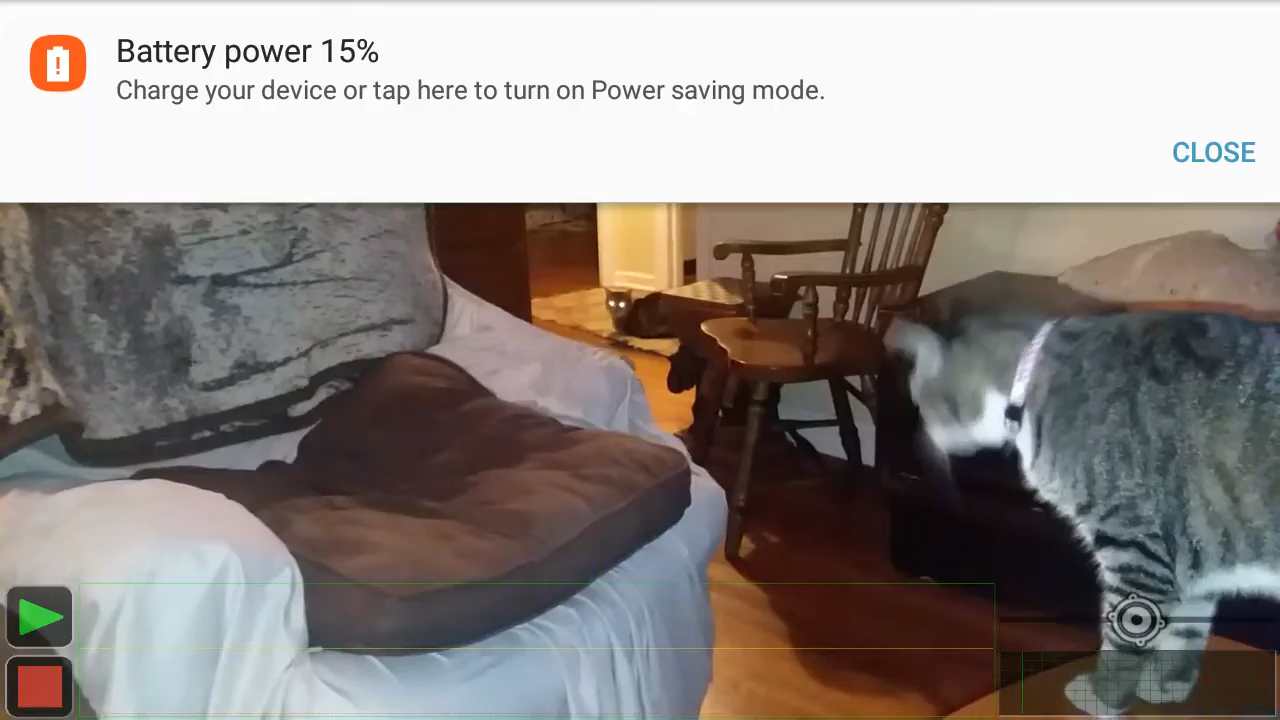 Battery power 15%
Charge your device or tap here to turn on Power saving mode.
CLOSE